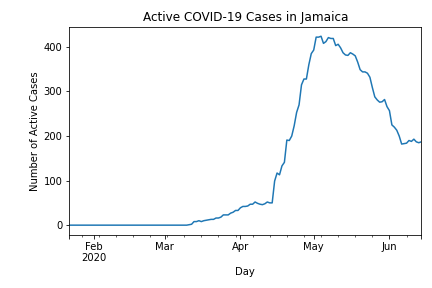 Active COVID-19 Cases in Jamaica
Number of Active Cases
400
300
200
100
0
Feb
2020
Mar
Apr
May
Jun
Day